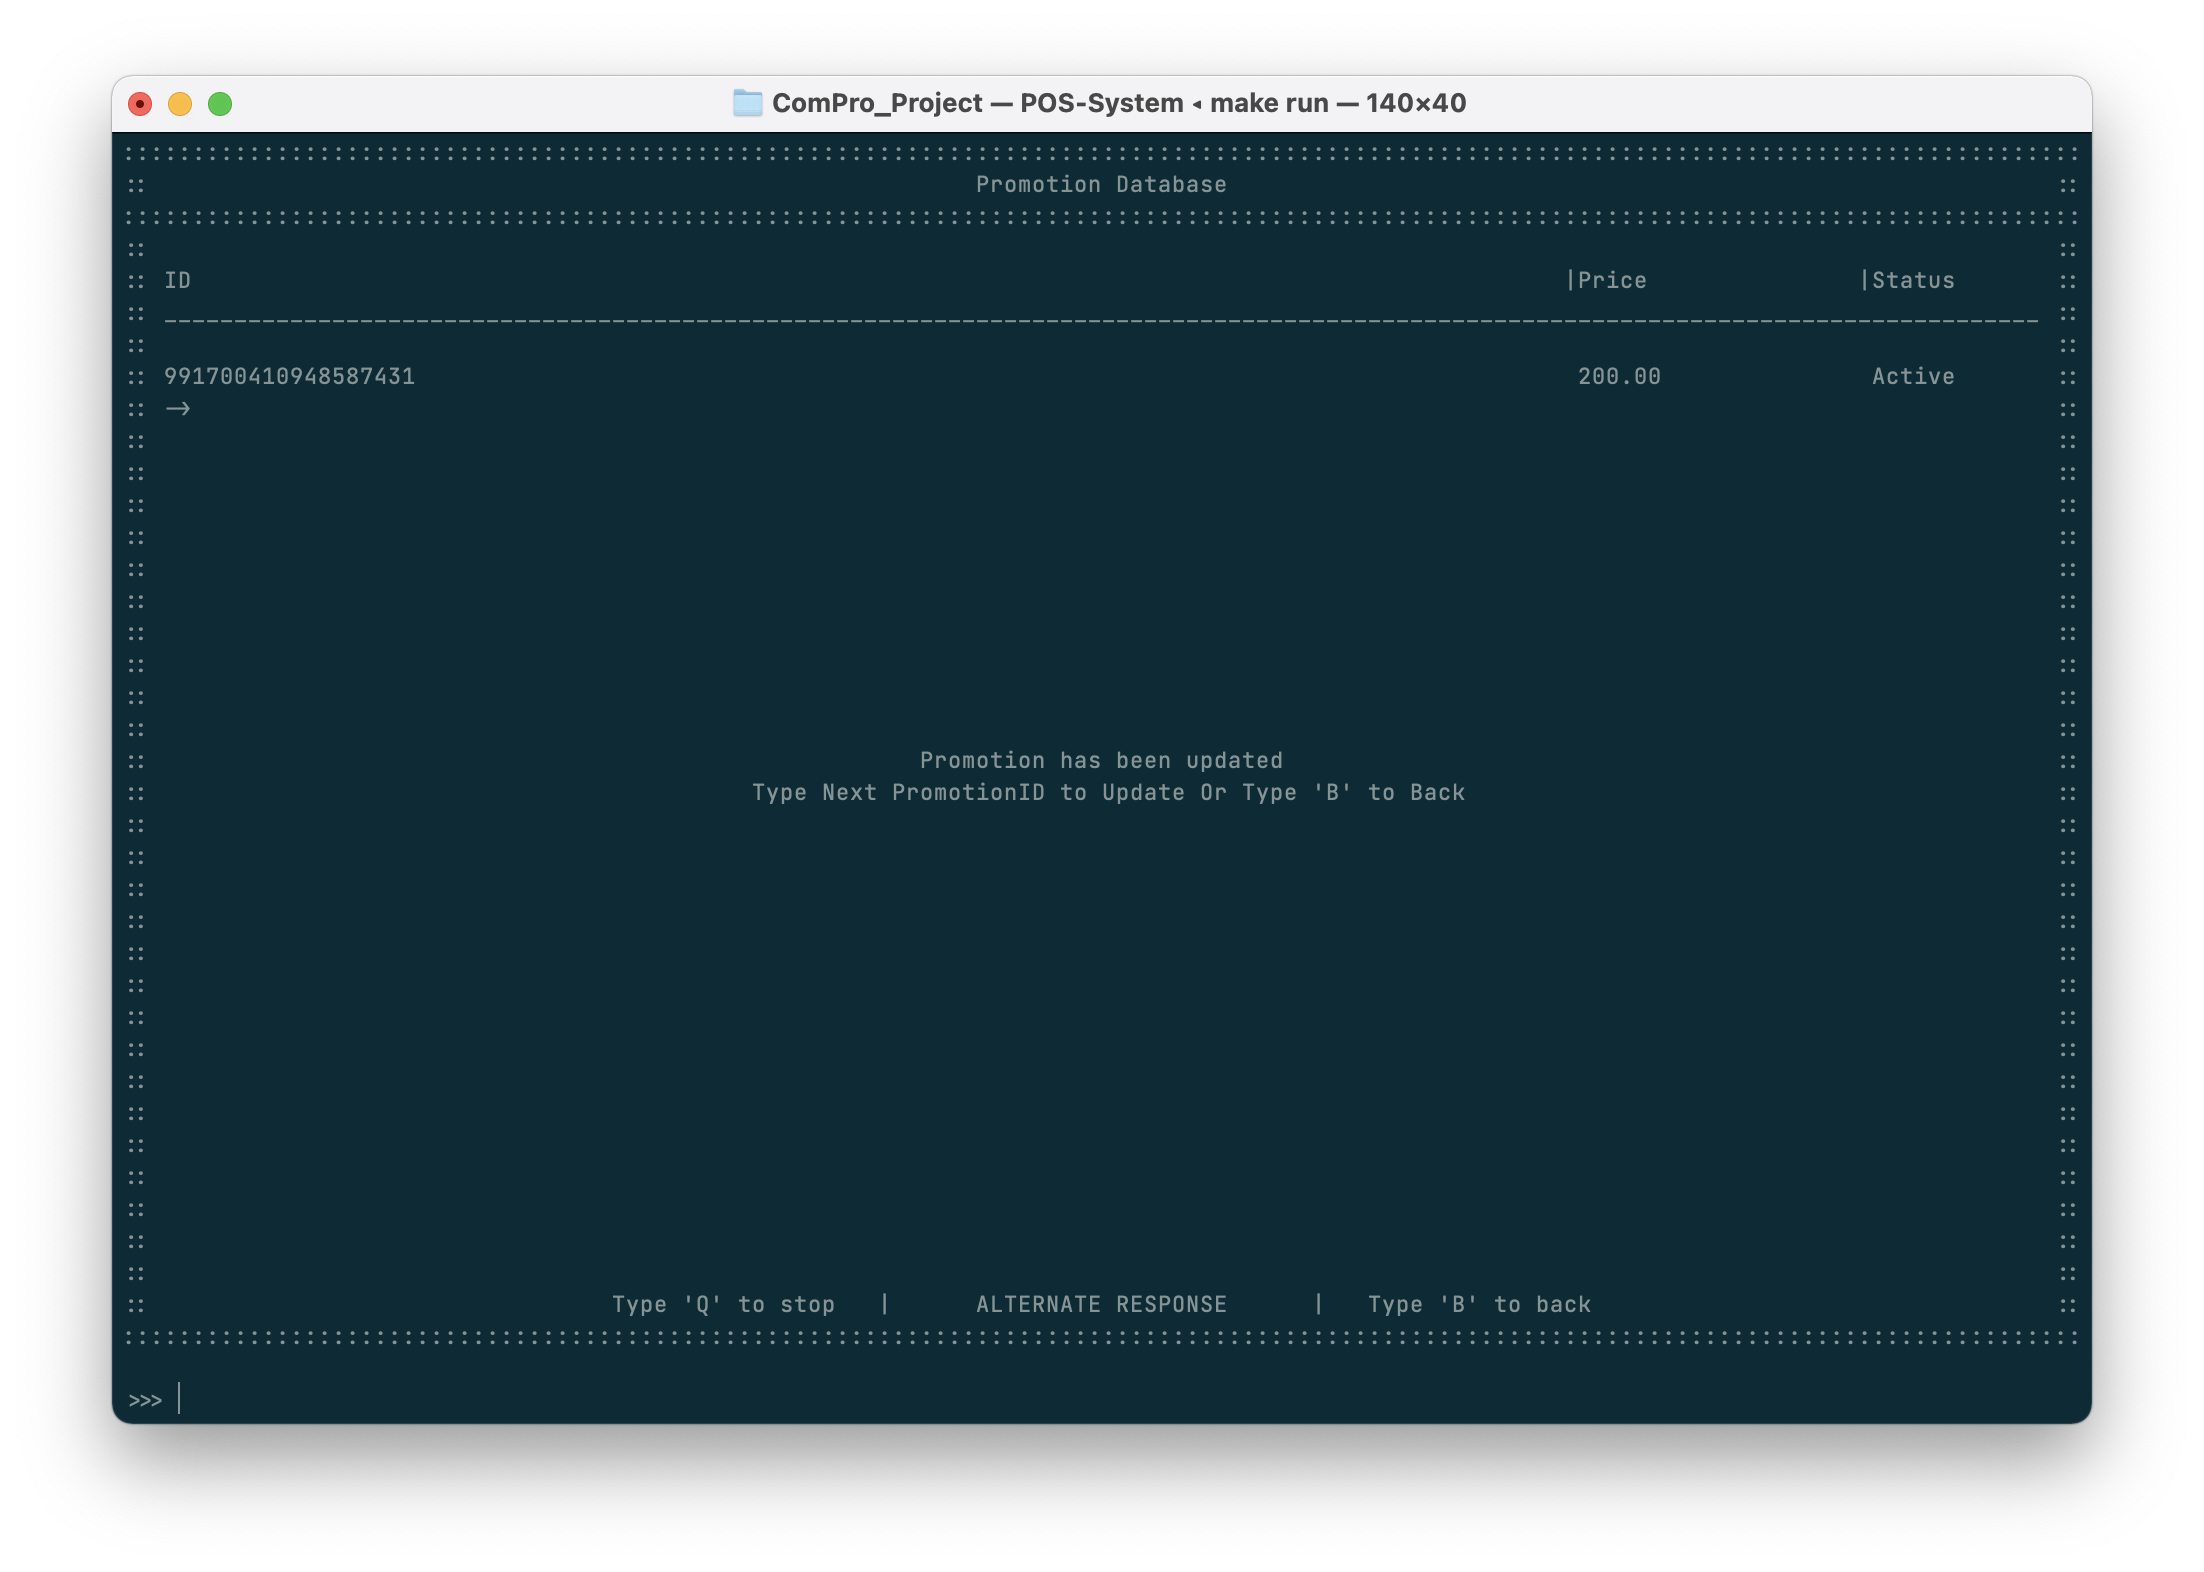 ComPro_Project — POS-System ◂ make run — 140×40
Promotion Database
ID |Price |Status
991700410948587431 200.00 Active
->
Promotion has been updated
Type Next PromotionID to Update Or Type 'B' to Back
Type 'Q' to stop | ALTERNATE RESPONSE | Type 'B' to back
>>>